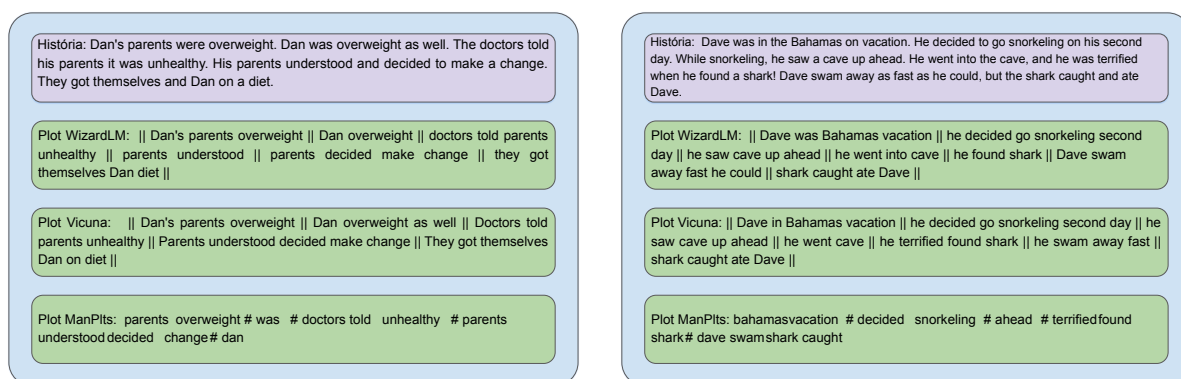 História: Dan's parents were overweight. Dan was overweight as well. The doctors told
his parents it was unhealthy. His parents understood and decided to make a change.
They got themselves and Dan on a diet.
Plot WizardLM: || Dan's parents overweight || Dan overweight || doctors told parents
unhealthy || parents understood || parents decided make change || they got
themselves Dan diet ||
Plot Vicuna: || Dan's parents overweight || Dan overweight as well || Doctors told
parents unhealthy || Parents understood decided make change || They got themselves
Dan on diet ||
Plot ManPlts: parents overweight # was # doctors told unhealthy # parents
understood decided change # dan
História: Dave was in the Bahamas on vacation. He decided to go snorkeling on his second
day. While snorkeling, he saw a cave up ahead. He went into the cave, and he was terrified
when he found a shark! Dave swam away as fast as he could, but the shark caught and ate
Dave.
Plot WizardLM: || Dave was Bahamas vacation || he decided go snorkeling second
day || he saw cave up ahead || he went into cave || he found shark || Dave swam
away fast he could || shark caught ate Dave ||
Plot Vicuna: || Dave in Bahamas vacation || he decided go snorkeling second day || he
saw cave up ahead || he went cave || he terrified found shark || he swam away fast ||
shark caught ate Dave ||
Plot ManPlts: bahamasvacation # decided snorkeling # ahead # terrifiedfound
shark# dave swamshark caught